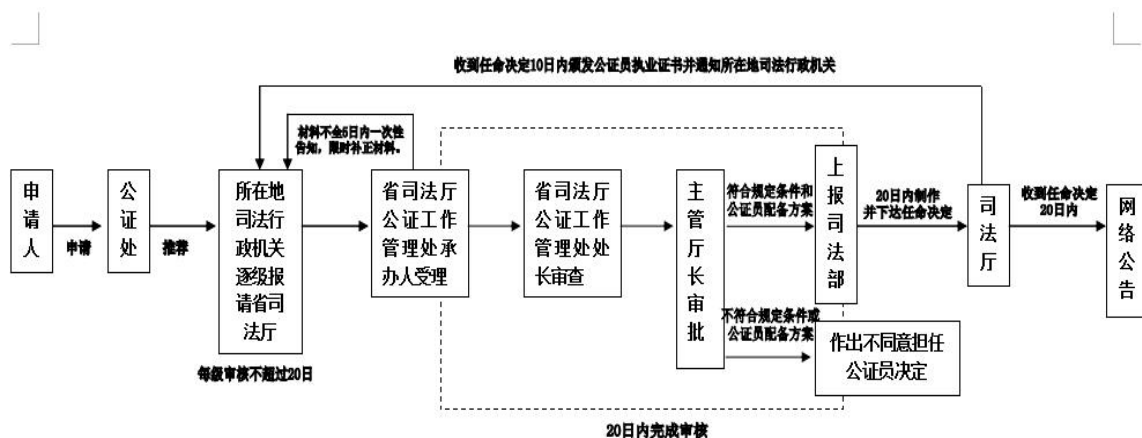 收到任命决定10日内颁发公证员执业证书并通知所在地司法行政机关
材料不全5日内一次性
告知，限时补正材料。
申请人
申请
公证处
推荐
所在地
司法行
政机关
逐级报
请省司
法厅
每级审核不超过20日
省司法厅
公证工作
管理处承
办人受理
省司法厅
公证工作
管理处处
长审查
主管厅长审批
符合规定条件和
公证员配备方案
不符合规定条件或
公证员配备方案
上报司法部
作出不同意担任
公证员决定
20日内制作
并下达任命决定
司法厅
收到任命决定
20日内
网络公告
20日内完成审核